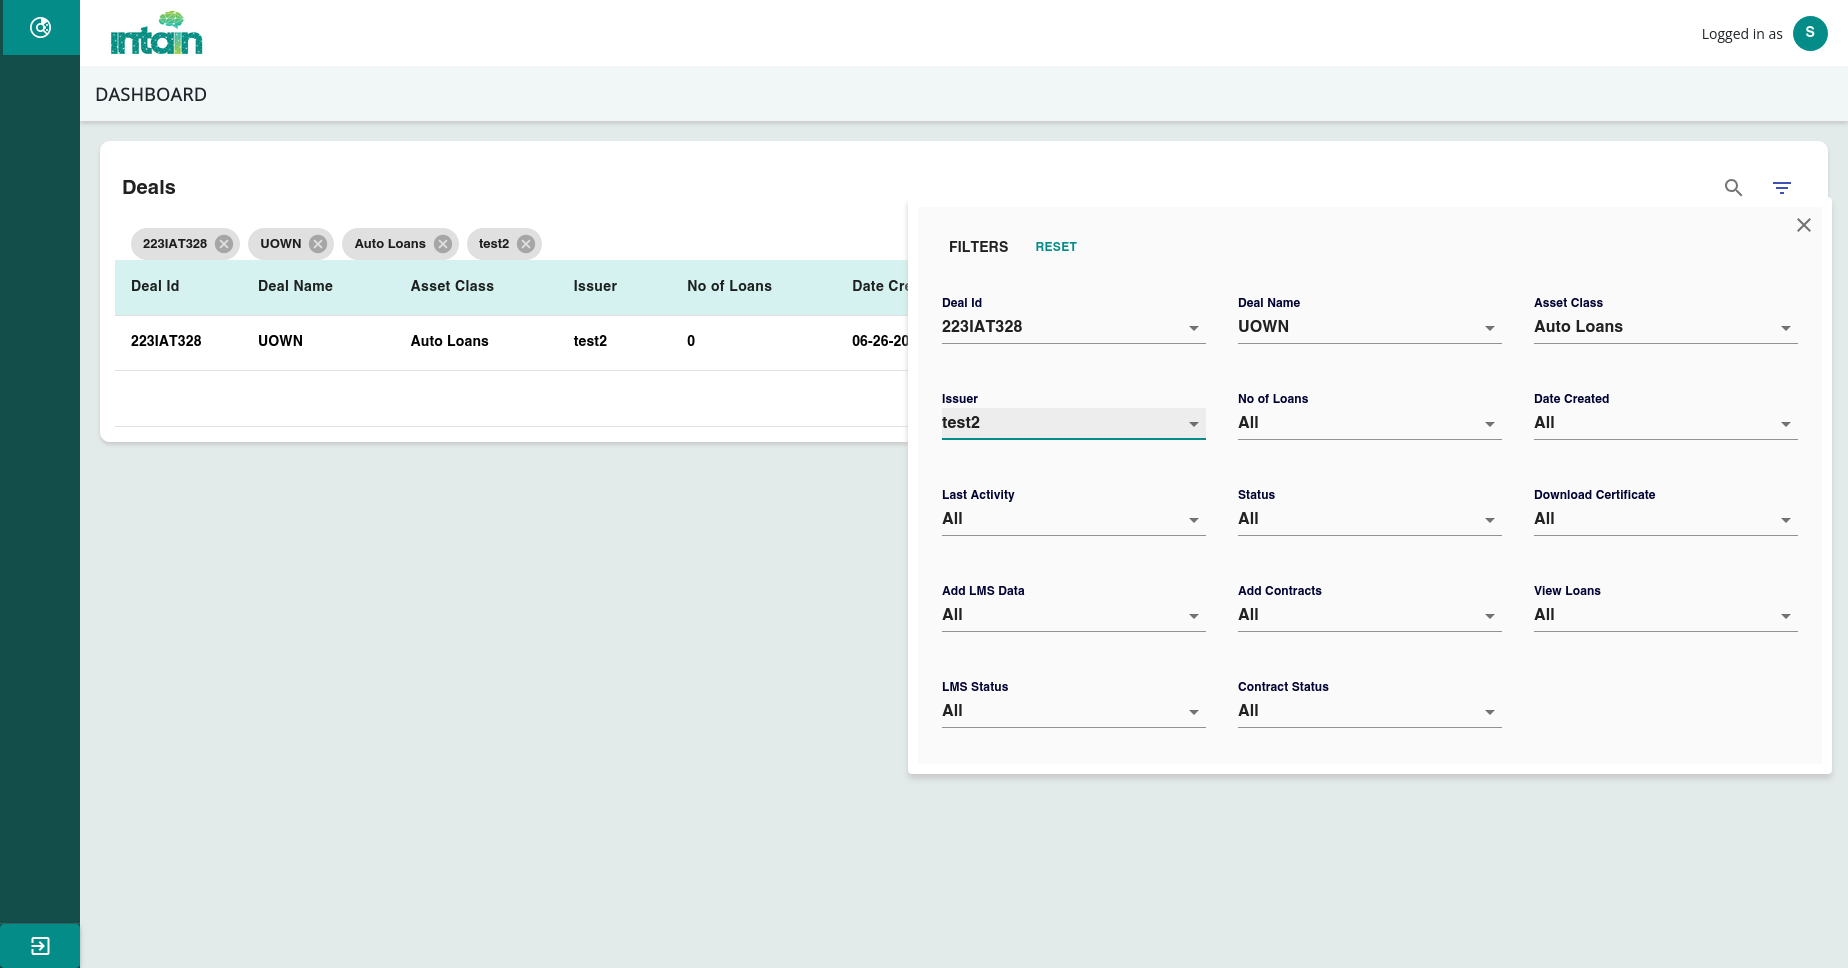 intain
Logged in as
S
DASHBOARD
Deals
223IAT328 UOWN Auto Loans test2
FILTERS RESET
Deal Id Deal Name Asset Class Issuer No of Loans Date Cre
223IAT328 UOWN Auto Loans test2 0 06-26-20
Deal Id Deal Name Asset Class
223IAT328 UOWN Auto Loans
Issuer No of Loans Date Created
test2 All All
Last Activity Status Download Certificate
All All All
Add LMS Data Add Contracts View Loans
All All All
LMS Status Contract Status
All All